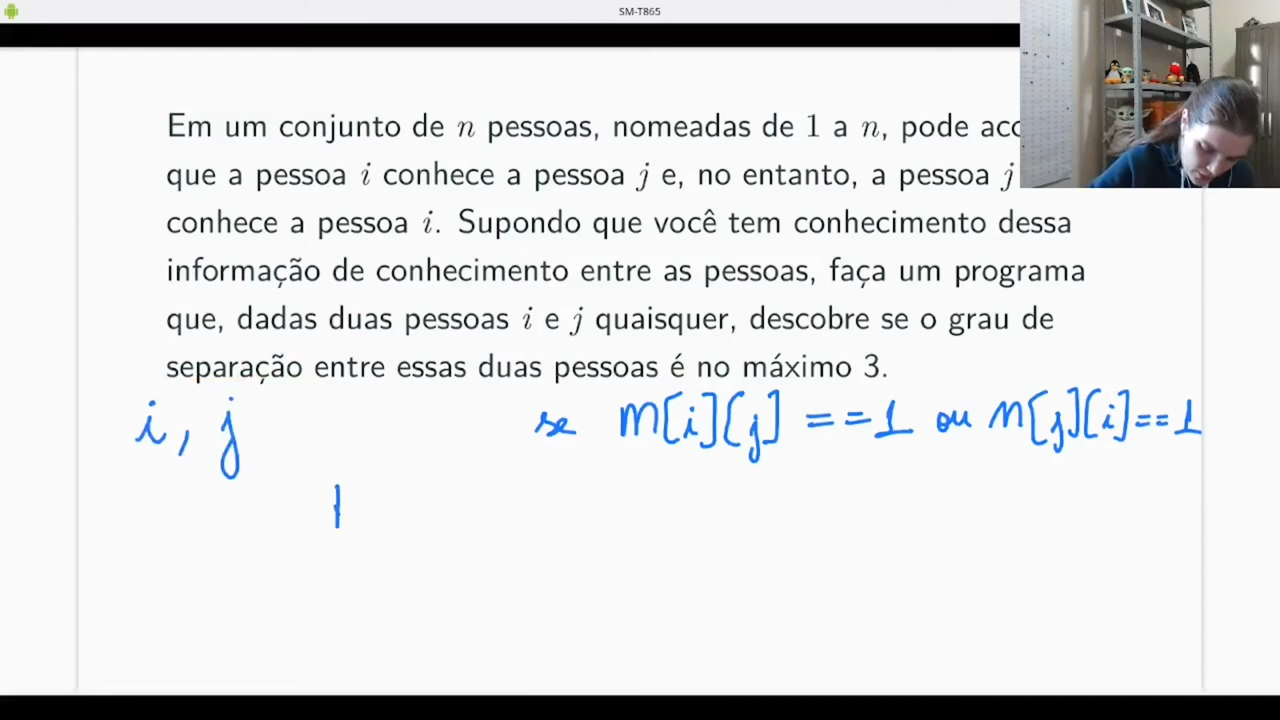 SM-T865
Em um conjunto de n pessoas, nomeadas de 1 a n, pode
que a pessoa i conhece a pessoa j e, no entanto, a pessoa j
conhece a pessoa i. Supondo que você tem conhecimento dessa
informação de conhecimento entre as pessoas, faça um programa
que, dadas duas pessoas i e j quaisquer, descobre se o grau de
separação entre essas duas pessoas é no máximo 3.
i, j se M[i][j] == 1 ou M[j][i] == 1